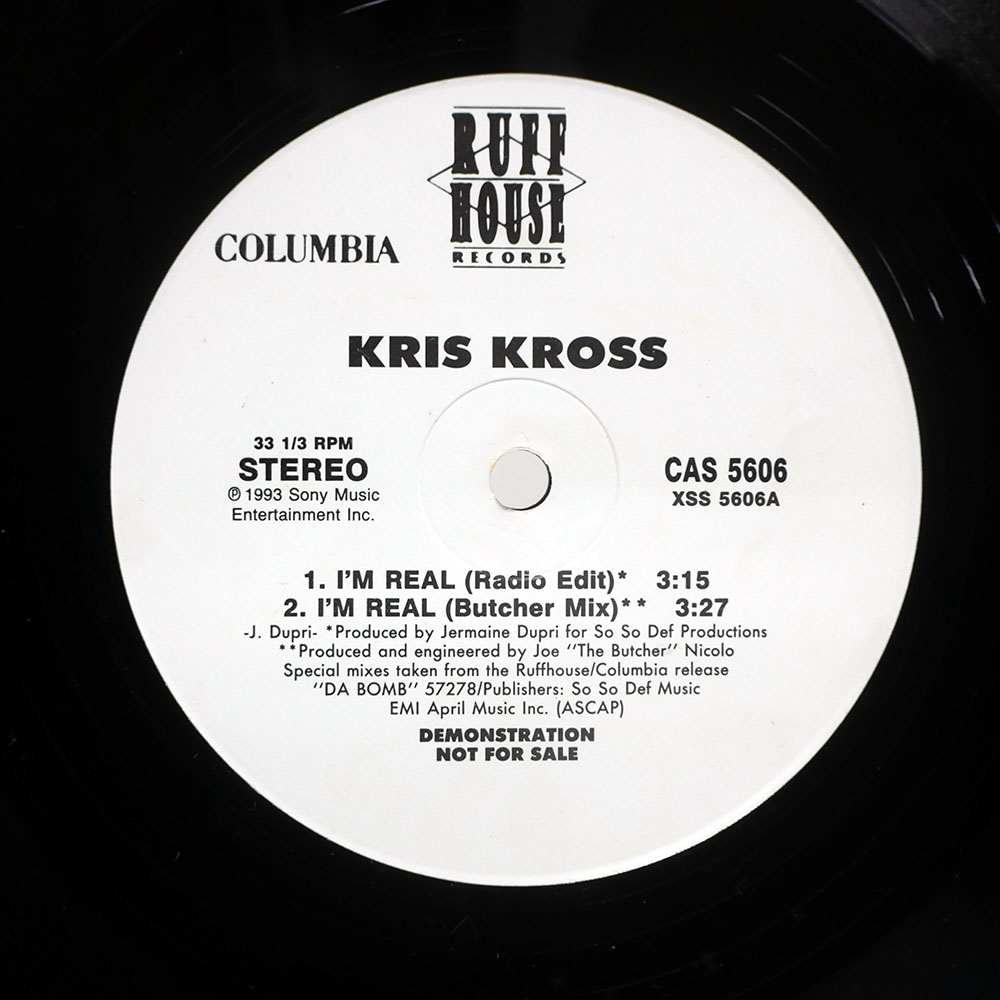 RUFF
HOUSE
RECORDS
COLUMBIA
KRIS KROSS
33 1/3 RPM
STEREO
℗ 1993 Sony Music
Entertainment Inc.
CAS 5606
XSS 5606A
1. I'M REAL (Radio Edit)* 3:15
2. I'M REAL (Butcher Mix)** 3:27
-J. Dupri- *Produced by Jermaine Dupri for So So Def Productions
**Produced and engineered by Joe "The Butcher" Nicolo
Special mixes taken from the Ruffhouse/Columbia release
"DA BOMB" 57278/Publishers: So So Def Music
EMI April Music Inc. (ASCAP)
DEMONSTRATION
NOT FOR SALE